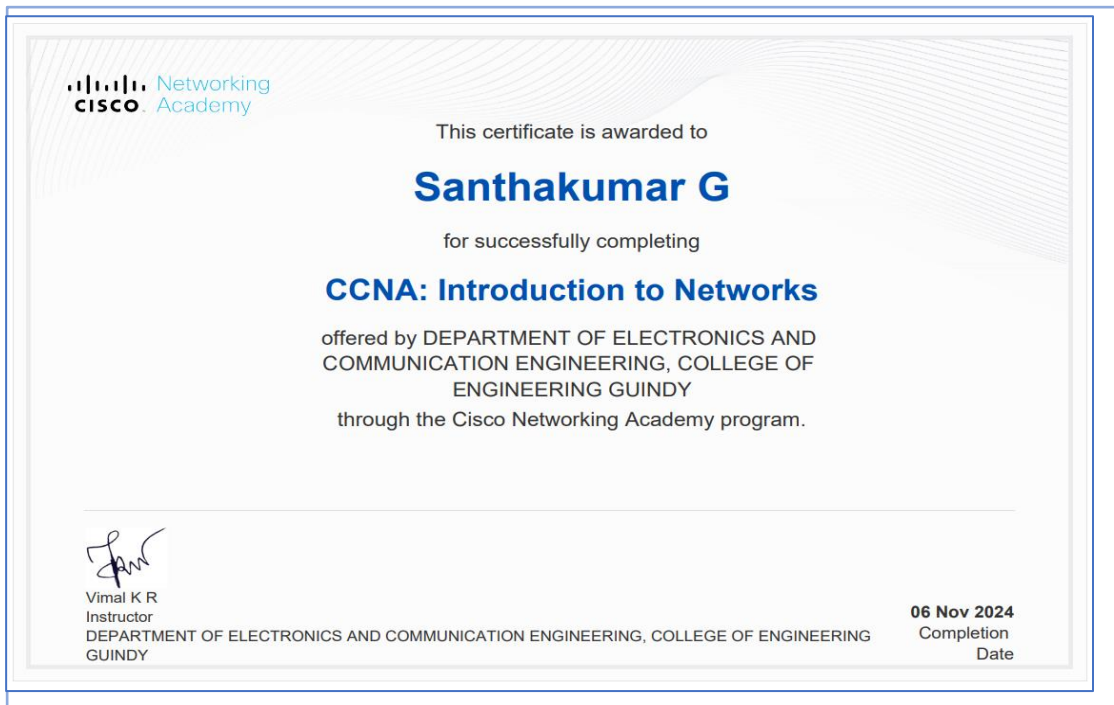 Networking
CISCO. Academy
This certificate is awarded to
Santhakumar G
for successfully completing
CCNA: Introduction to Networks
offered by DEPARTMENT OF ELECTRONICS AND
COMMUNICATION ENGINEERING, COLLEGE OF
ENGINEERING GUINDY
through the Cisco Networking Academy program.
Vimal K R
Instructor
DEPARTMENT OF ELECTRONICS AND COMMUNICATION ENGINEERING, COLLEGE OF ENGINEERING
GUINDY
06 Nov 2024
Completion
Date